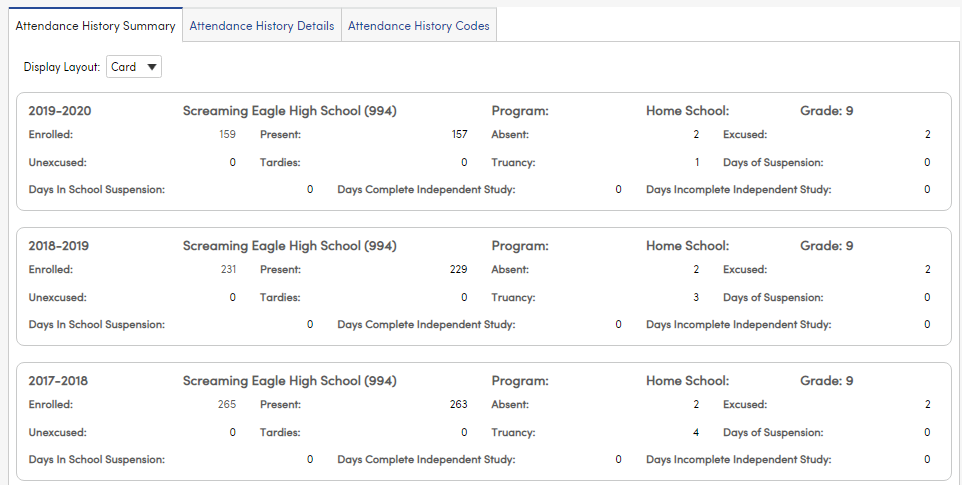 Attendance History Summary Attendance History Details Attendance History Codes
Display Layout: Card
2019-2020 Screaming Eagle High School (994) Program: Home School: Grade: 9
Enrolled: 159 Present: 157 Absent: 2 Excused: 2
Unexcused: 0 Tardies: 0 Truancy: 1 Days of Suspension: 0
Days In School Suspension: 0 Days Complete Independent Study: 0 Days Incomplete Independent Study: 0
2018-2019 Screaming Eagle High School (994) Program: Home School: Grade: 9
Enrolled: 231 Present: 229 Absent: 2 Excused: 2
Unexcused: 0 Tardies: 0 Truancy: 3 Days of Suspension: 0
Days In School Suspension: 0 Days Complete Independent Study: 0 Days Incomplete Independent Study: 0
2017-2018 Screaming Eagle High School (994) Program: Home School: Grade: 9
Enrolled: 265 Present: 263 Absent: 2 Excused: 2
Unexcused: 0 Tardies: 0 Truancy: 4 Days of Suspension: 0
Days In School Suspension: 0 Days Complete Independent Study: 0 Days Incomplete Independent Study: 0